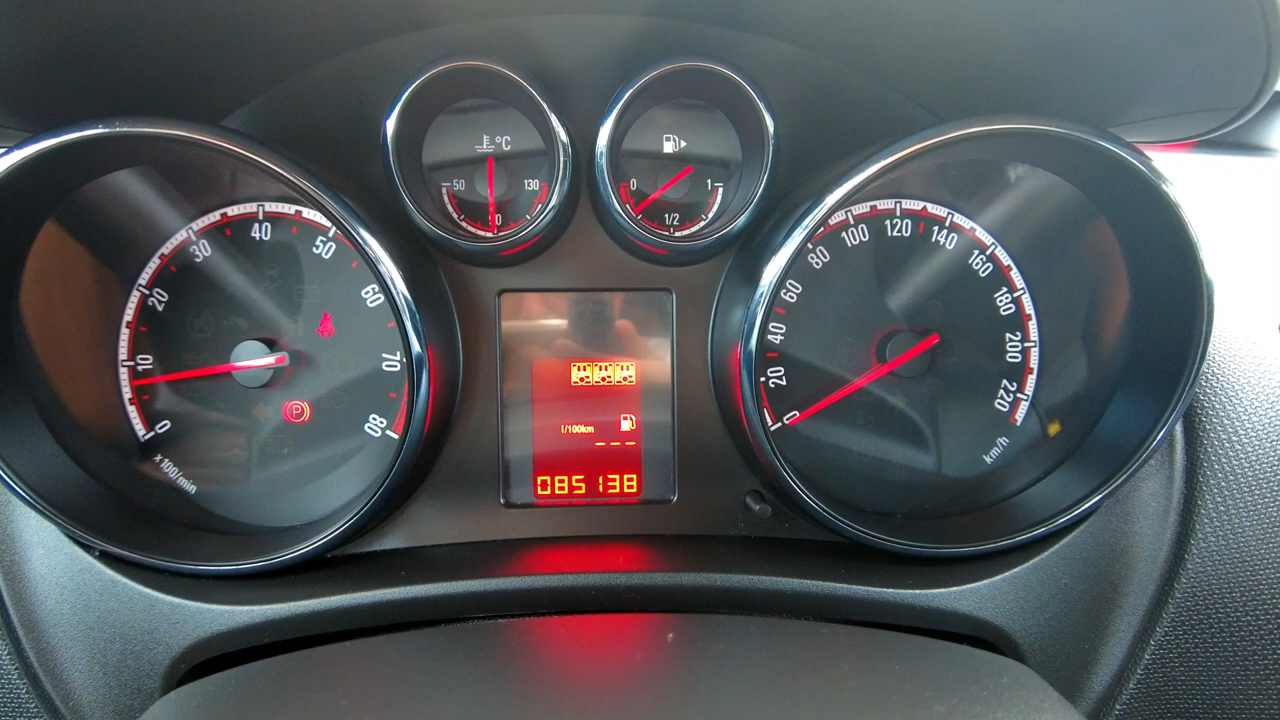 °C
50 90 130
0 1/2 1
0 10 20 30 40 50 60 70 80
x 100/min
P
l/100km
---
085138
0 20 40 60 80 100 120 140 160 180 200 220
km/h